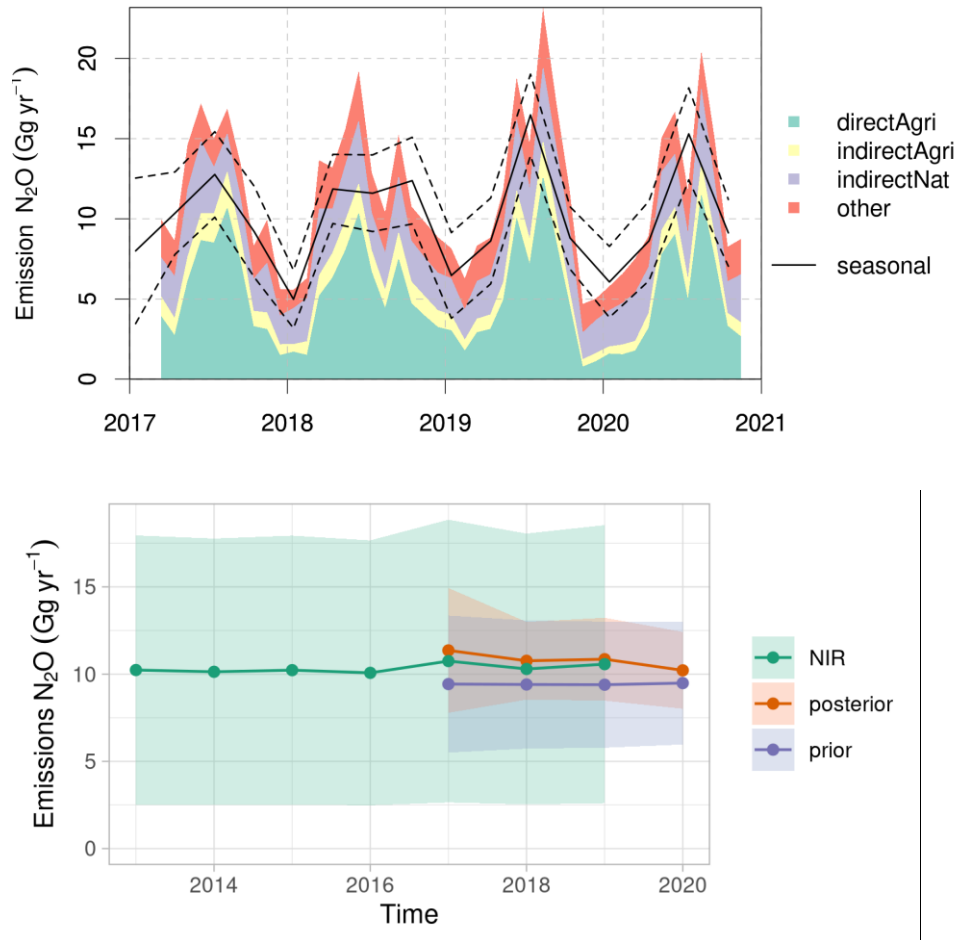 Emission N₂O (Gg yr⁻¹)
20
15
10
5
0
2017 2018 2019 2020 2021
directAgri
indirectAgri
indirectNat
other
seasonal
Emissions N₂O (Gg yr⁻¹)
15
10
5
0
2014 2016 2018 2020
Time
NIR
posterior
prior